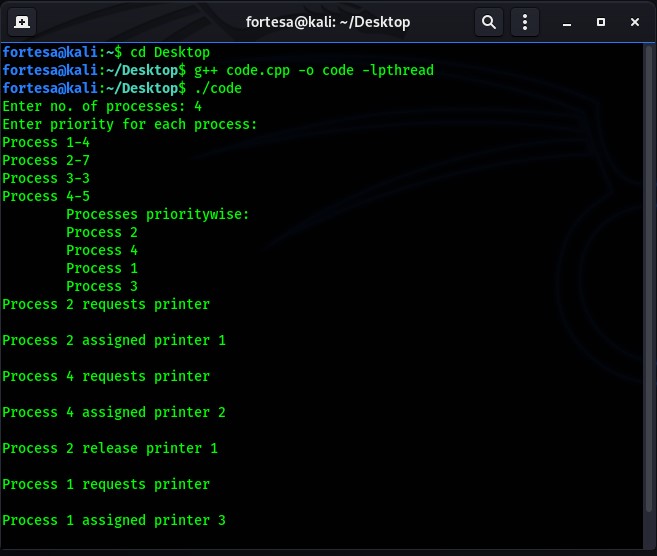 fortesa@kali: ~/Desktop
fortesa@kali:~$ cd Desktop
fortesa@kali:~/Desktop$ g++ code.cpp -o code -lpthread
fortesa@kali:~/Desktop$ ./code
Enter no. of processes: 4
Enter priority for each process:
Process 1-4
Process 2-7
Process 3-3
Process 4-5
        Processes prioritywise:
        Process 2
        Process 4
        Process 1
        Process 3
Process 2 requests printer
Process 2 assigned printer 1
Process 4 requests printer
Process 4 assigned printer 2
Process 2 release printer 1
Process 1 requests printer
Process 1 assigned printer 3